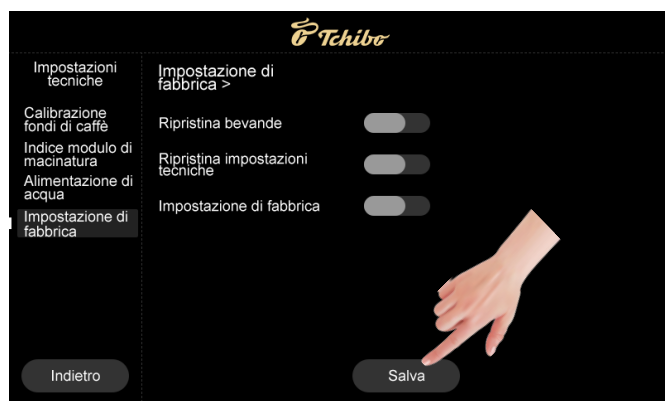 Tchibo
Impostazioni
tecniche
Calibrazione
fondi di caffè
Indice modulo di
macinatura
Alimentazione di
acqua
Impostazione di
fabbrica
Indietro
Impostazione di
fabbrica >
Ripristina bevande
Ripristina impostazioni
tecniche
Impostazione di fabbrica
Salva